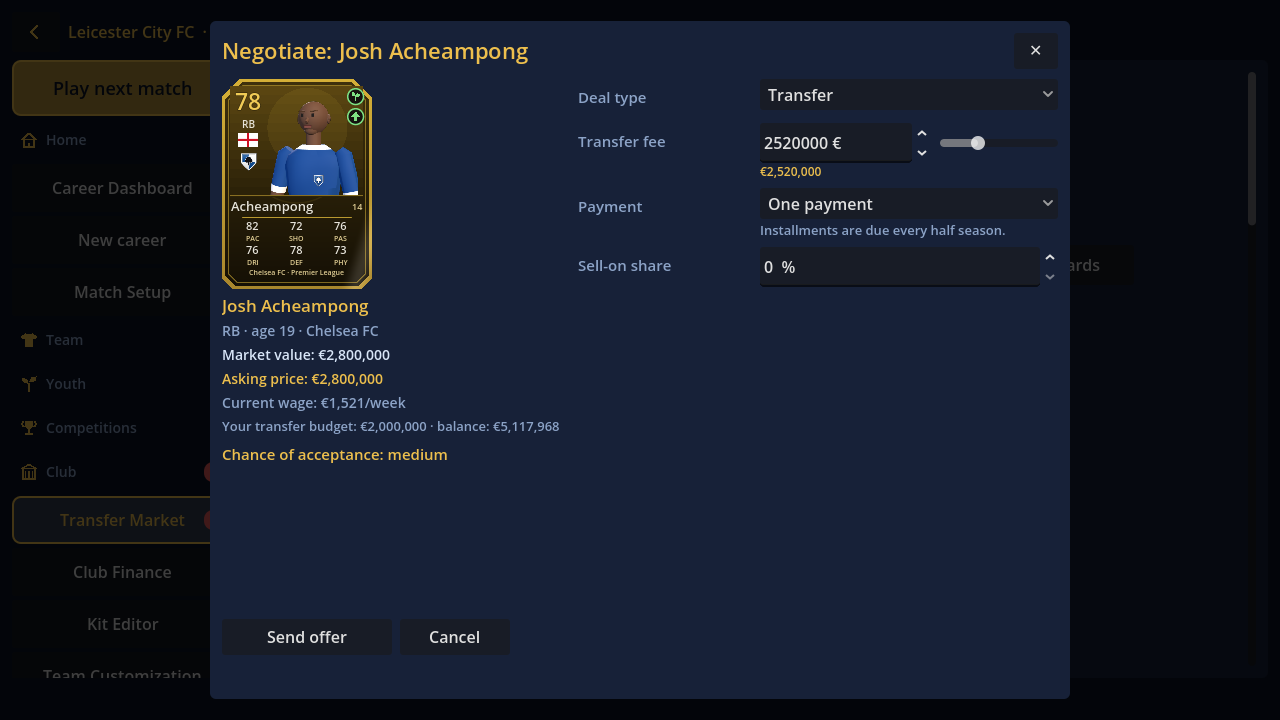 Leicester City FC ·
Play next match
Home
Career Dashboard
New career
Match Setup
Team
Youth
Competitions
Club
Transfer Market
Club Finance
Kit Editor
Team Customization
Negotiate: Josh Acheampong
×
78
RB
Acheampong 14
82 72 76
PAC SHO PAS
76 78 73
DRI DEF PHY
Chelsea FC · Premier League
Josh Acheampong
RB · age 19 · Chelsea FC
Market value: €2,800,000
Asking price: €2,800,000
Current wage: €1,521/week
Your transfer budget: €2,000,000 · balance: €5,117,968
Chance of acceptance: medium
Deal type Transfer
Transfer fee 2520000 €
€2,520,000
Payment One payment
Installments are due every half season.
Sell-on share 0 %
Send offer Cancel